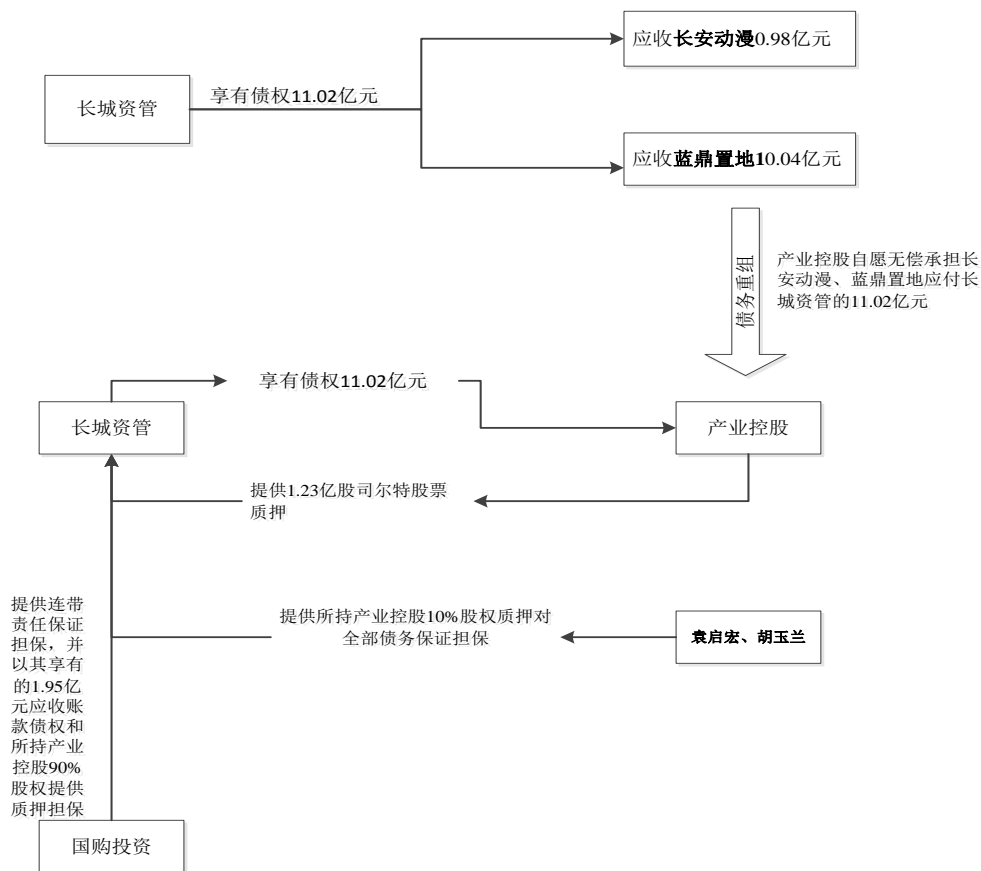 应收长安动漫0.98亿元
长城资管
享有债权11.02亿元
应收蓝鼎置地10.04亿元
债务重组
产业控股自愿无偿承担长
安动漫、蓝鼎置地应付长
城资管的11.02亿元
享有债权11.02亿元
长城资管
产业控股
提供1.23亿股司尔特股票
质押
提供连带
责任保证
担保，并
以其享有
的1.95亿
元应收账
款债权和
所持产业
控股90%
股权提供
质押担保
提供所持产业控股10%股权质押对
全部债务保证担保
袁启宏、胡玉兰
国购投资